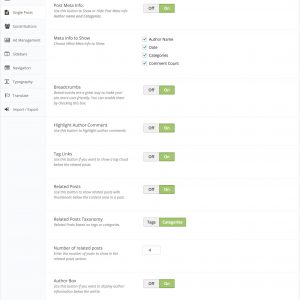 Single Posts
Post Meta Info:
Use this button to Show or Hide Post Meta Info
Author name and Categories.
Off
On
Social Buttons
Ad Management
Meta Info to Show
Choose What Meta Info to Show.
Author Name
Date
Categories
Comment Count
Sidebars
Navigation
Typography
Translate
Import / Export
Breadcrumbs
Breadcrumbs are a great way to make your
site more user-friendly. You can enable them
by checking this box.
Off
On
Highlight Author Comment
Use this button to highlight author comments.
Off
On
Tag Links
Use this button if you want to show a tag cloud
below the related posts.
Off
On
Related Posts
Use this button to show related posts with
thumbnails below the content area in a post.
Off
On
Related Posts Taxonomy
Related Posts based on tags or categories.
Tags
Categories
Number of related posts
Enter the number of posts to show in the
related posts section.
4
Author Box
Use this button if you want to display author
information below the article.
Off
On